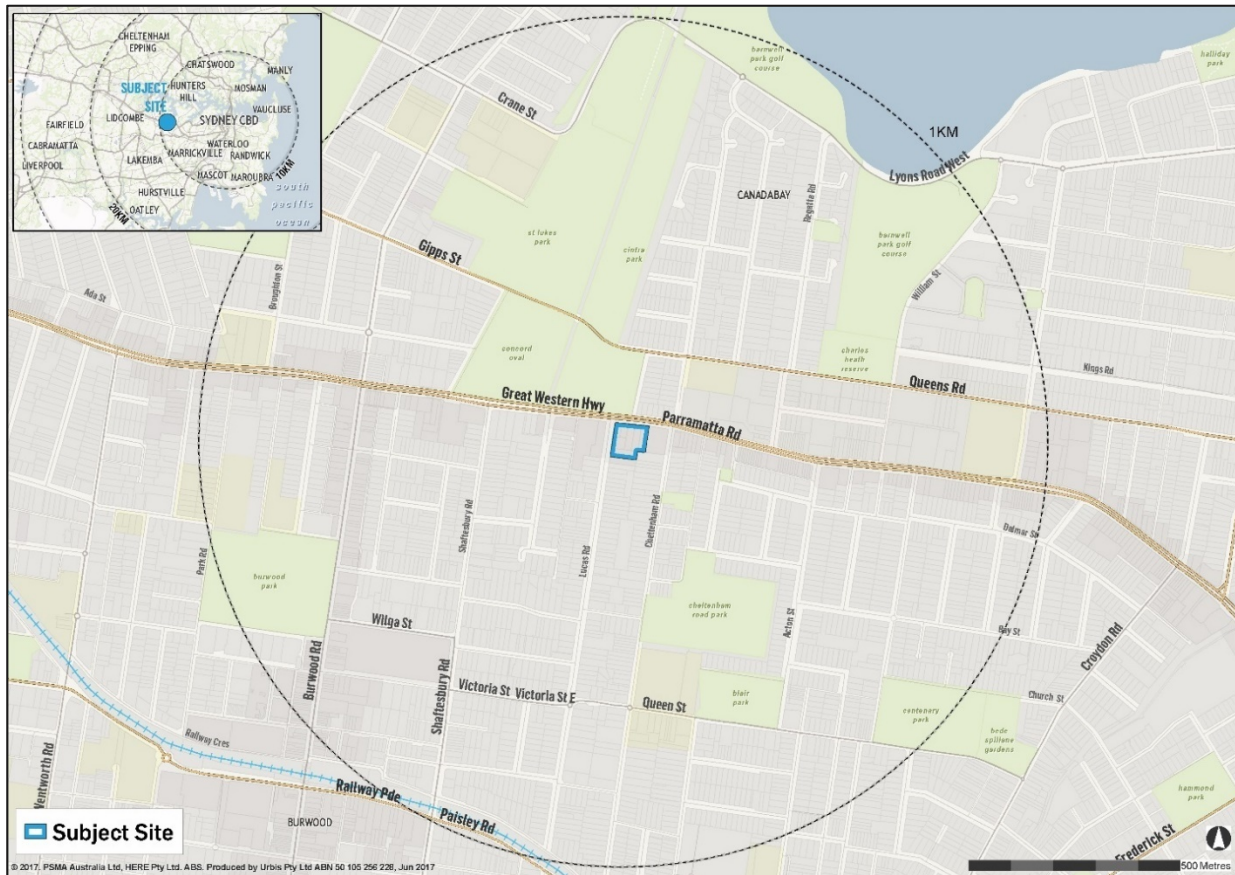 CHELTENHAM
EPPING
CHATSWOOD
MANLY
SUBJECT
SITE
HUNTERS
HILL
MOSMAN
VAUCLUSE
FAIRFIELD
LIDCOMBE
SYDNEY CBD
CABRAMATTA
WATERLOO
LIVERPOOL
LAKEMBA
MARRICKVILLE
RANDWICK
MASCOT
MAROUBRA
10KM
HURSTVILLE
south
pacific
ocean
20KM
OATLEY
barnwell
park golf
course
halliday
park
Crane St
1KM
Lyons Road West
CANADABAY
Regatta Rd
st lukes
park
cintra
park
barnwell
park golf
course
Gipps St
William St
Broughton St
Ada St
concord
oval
charles
heath
reserve
Kings Rd
Queens Rd
Great Western Hwy
Parramatta Rd
Shaftesbury Rd
Cheltenham Rd
Dalmar St
Lucas Rd
Park Rd
burwood
park
cheltenham
road park
Acton St
Wilga St
Bay St
Croydon Rd
Burwood Rd
Shaftesbury Rd
Victoria St
Victoria St E
Queen St
blair
park
centenary
park
Church St
bede
spillane
gardens
Railway Cres
Wentworth Rd
Railway Pde
Paisley Rd
hammond
park
BURWOOD
Frederick St
Subject Site
500 Metres
© 2017. PSMA Australia Ltd, HERE Pty Ltd. ABS. Produced by Urbis Pty Ltd ABN 50 105 256 228, Jun 2017